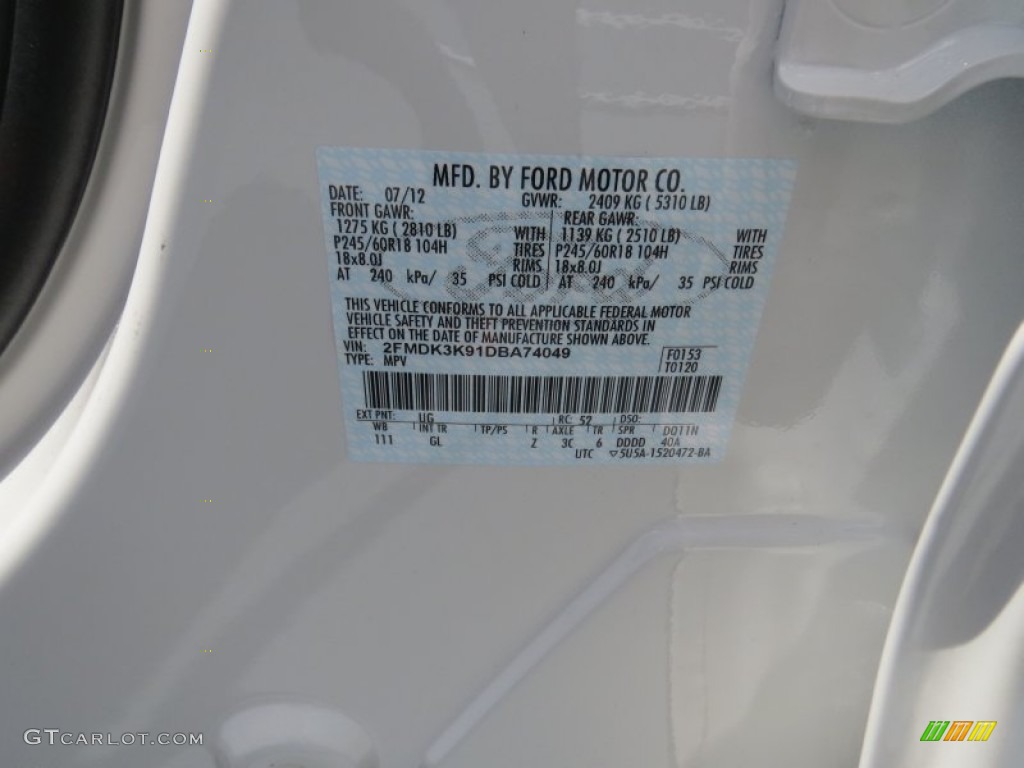 MFD. BY FORD MOTOR CO.
DATE: 07/12 GVWR: 2409 KG ( 5310 LB)
FRONT GAWR: REAR GAWR:
1275 KG ( 2810 LB) WITH 1139 KG ( 2510 LB) WITH
P245/60R18 104H TIRES P245/60R18 104H TIRES
18x8.0J RIMS 18x8.0J RIMS
AT 240 kPa/ 35 PSI COLD AT 240 kPa/ 35 PSI COLD
THIS VEHICLE CONFORMS TO ALL APPLICABLE FEDERAL MOTOR
VEHICLE SAFETY AND THEFT PREVENTION STANDARDS IN
EFFECT ON THE DATE OF MANUFACTURE SHOWN ABOVE.
VIN: 2FMDK3K91DBA74049 F0153
TYPE: MPV T0120
EXT PNT: UG RC: 52 DSO:
WB INT TR TP/PS R AXLE TR SPR DQ11N
111 GL Z 3C 6 DDDD 40A
UTC ▽5U5A-1520472-BA
GTCARLOT.COM